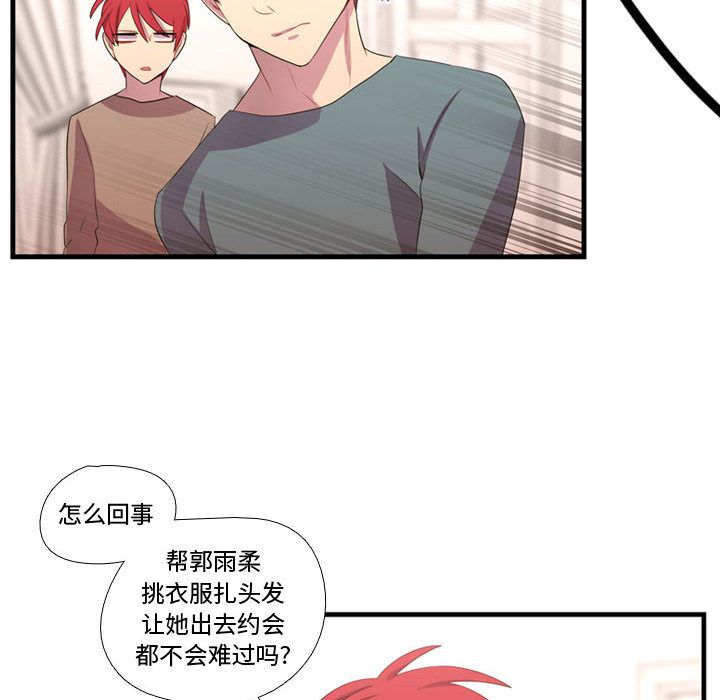 怎么回事
帮郭雨柔
挑衣服扎头发
让她出去约会
都不会难过吗?